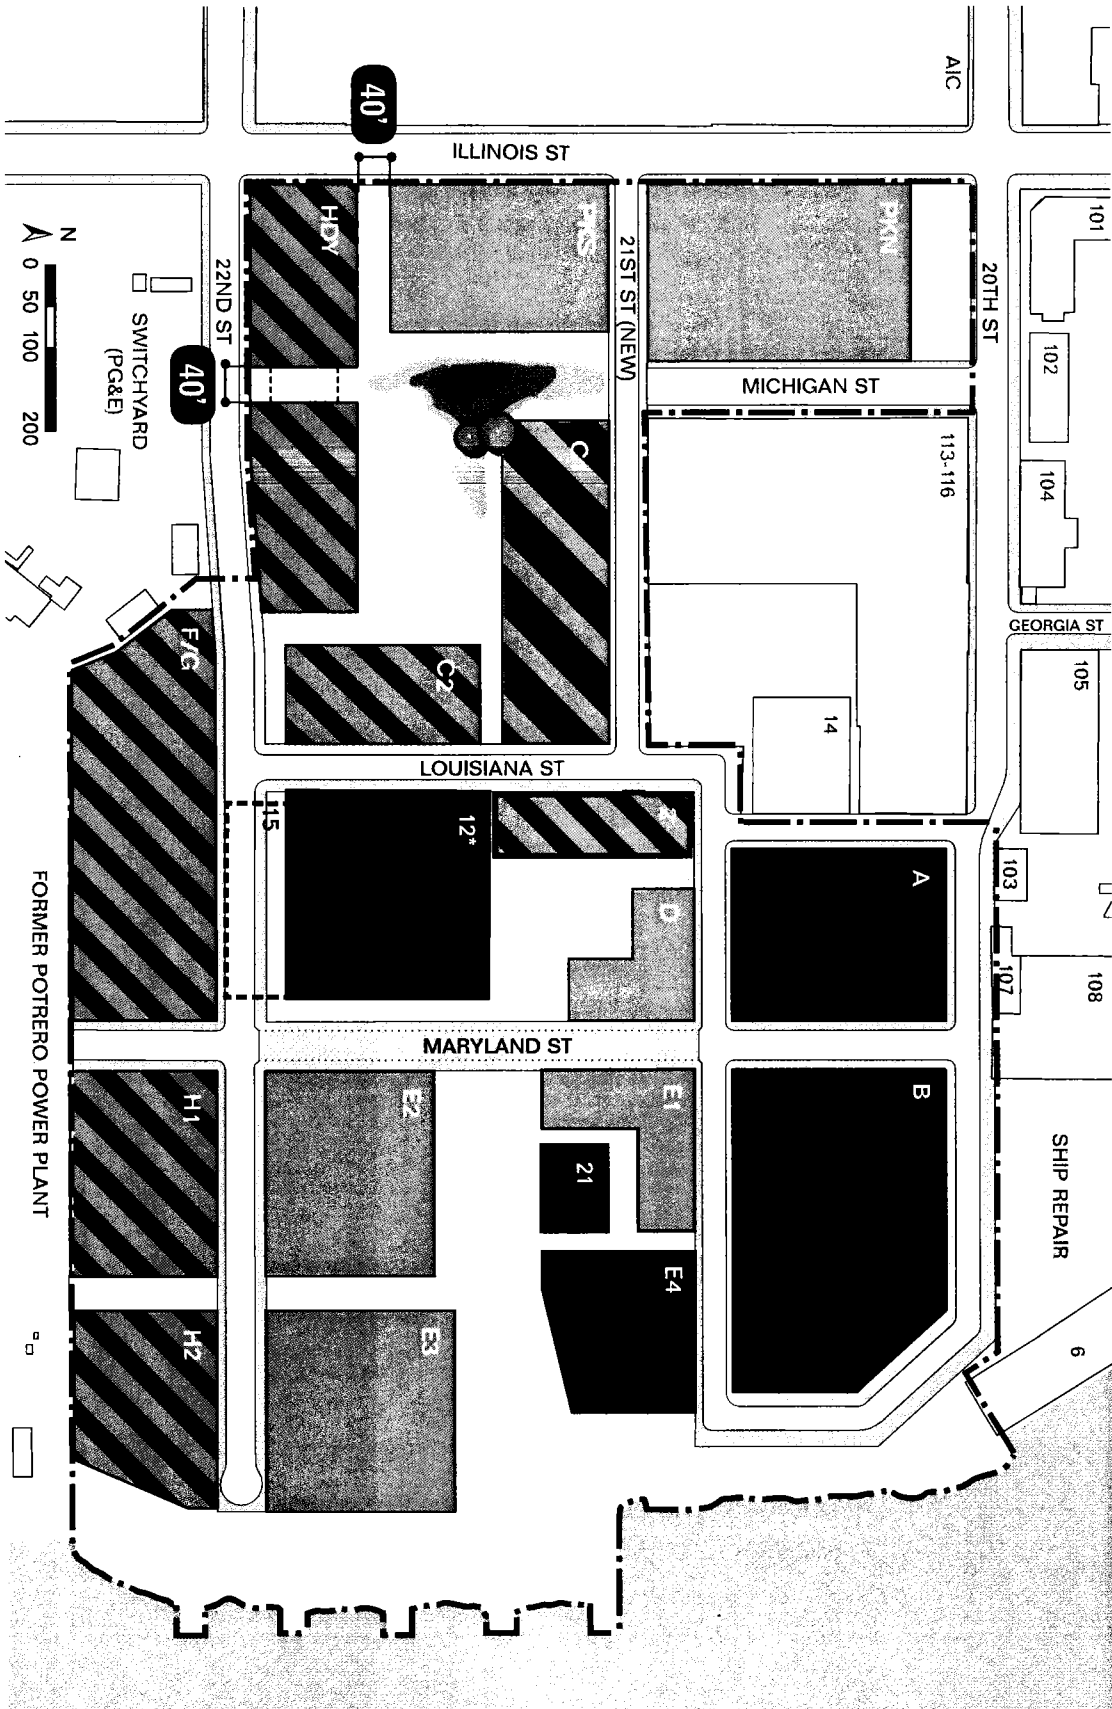 AIC
40'
ILLINOIS ST
101
HDY
PKS
PKN
N
0 50 100 200
22ND ST
21ST ST (NEW)
20TH ST
SWITCHYARD
(PG&E)
40'
MICHIGAN ST
102
104
113-116
GEORGIA ST
105
F/G
C2
14
LOUISIANA ST
15
12*
A
103
107
108
D
FORMER POTRERO POWER PLANT
MARYLAND ST
H1
E2
E1
B
21
SHIP REPAIR
E4
H2
E3
6